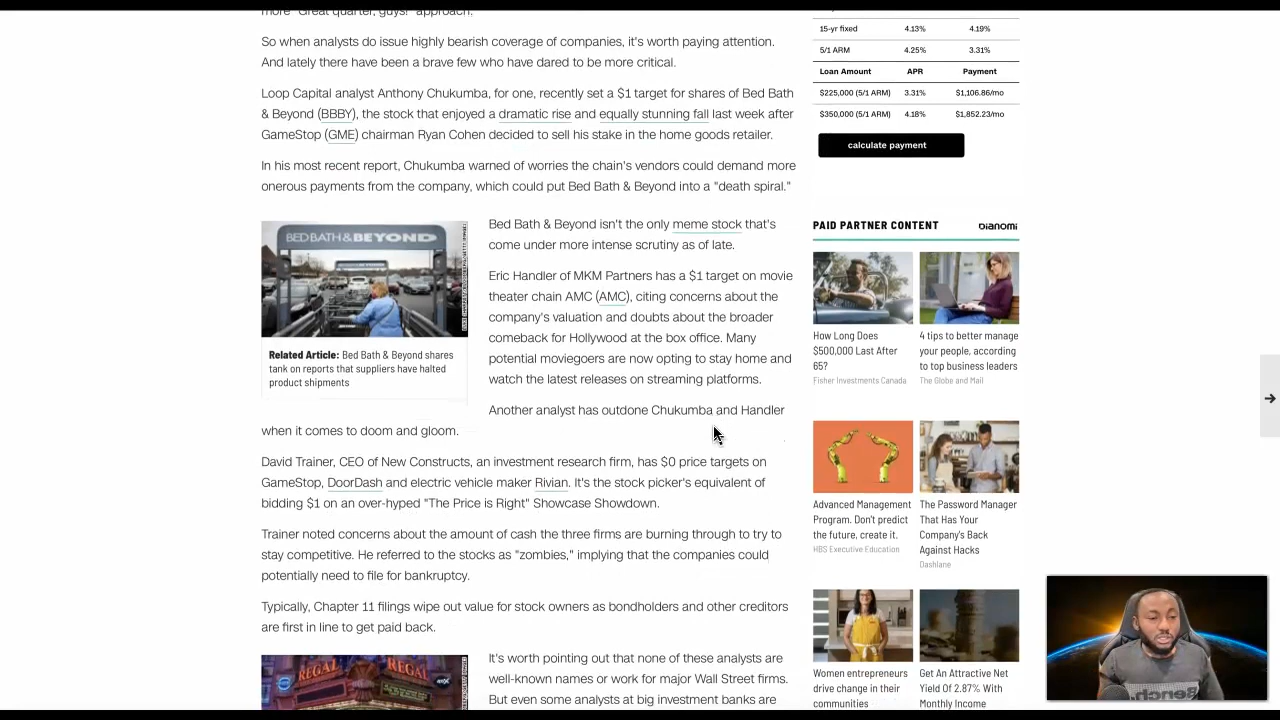 more "Great quarter, guys!" approach.
So when analysts do issue highly bearish coverage of companies, it's worth paying attention.
And lately there have been a brave few who have dared to be more critical.
Loop Capital analyst Anthony Chukumba, for one, recently set a $1 target for shares of Bed Bath
& Beyond (BBBY), the stock that enjoyed a dramatic rise and equally stunning fall last week after
GameStop (GME) chairman Ryan Cohen decided to sell his stake in the home goods retailer.
In his most recent report, Chukumba warned of worries the chain's vendors could demand more
onerous payments from the company, which could put Bed Bath & Beyond into a "death spiral."
BED BATH & BEYOND
Related Article: Bed Bath & Beyond shares
tank on reports that suppliers have halted
product shipments
Bed Bath & Beyond isn't the only meme stock that's
come under more intense scrutiny as of late.
Eric Handler of MKM Partners has a $1 target on movie
theater chain AMC (AMC), citing concerns about the
company's valuation and doubts about the broader
comeback for Hollywood at the box office. Many
potential moviegoers are now opting to stay home and
watch the latest releases on streaming platforms.
Another analyst has outdone Chukumba and Handler
when it comes to doom and gloom.
David Trainer, CEO of New Constructs, an investment research firm, has $0 price targets on
GameStop, DoorDash and electric vehicle maker Rivian. It's the stock picker's equivalent of
bidding $1 on an over-hyped "The Price is Right" Showcase Showdown.
Trainer noted concerns about the amount of cash the three firms are burning through to try to
stay competitive. He referred to the stocks as "zombies," implying that the companies could
potentially need to file for bankruptcy.
Typically, Chapter 11 filings wipe out value for stock owners as bondholders and other creditors
are first in line to get paid back.
REGAL REGAL
It's worth pointing out that none of these analysts are
well-known names or work for major Wall Street firms.
But even some analysts at big investment banks are
15-yr fixed 4.13% 4.19%
5/1 ARM 4.25% 3.31%
Loan Amount APR Payment
$225,000 (5/1 ARM) 3.31% $1,106.86/mo
$350,000 (5/1 ARM) 4.18% $1,852.23/mo
calculate payment
PAID PARTNER CONTENT DIANOMI
How Long Does
$500,000 Last After
65?
Fisher Investments Canada
4 tips to better manage
your people, according
to top business leaders
The Globe and Mail
Advanced Management
Program. Don't predict
the future, create it.
HBS Executive Education
The Password Manager
That Has Your
Company's Back
Against Hacks
Dashlane
Women entrepreneurs
drive change in their
communities
Get An Attractive Net
Yield Of 2.87% With
Monthly Income